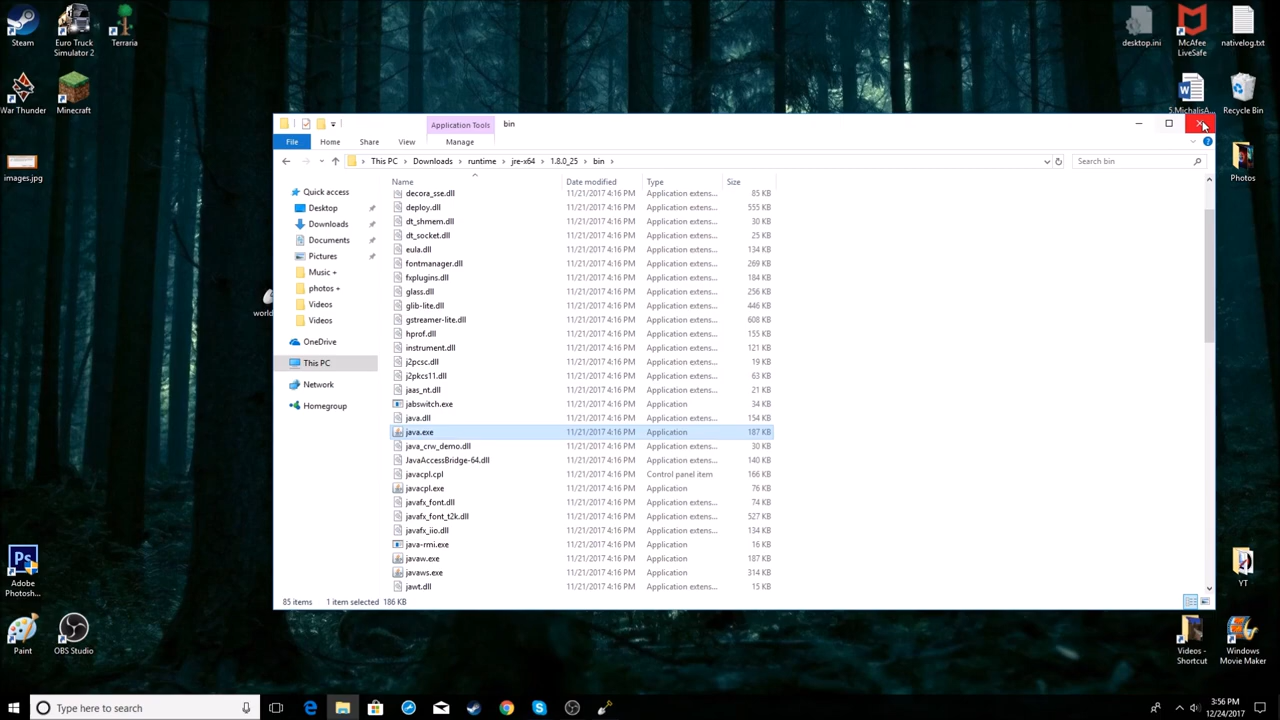 Steam
Euro Truck
Simulator 2
Terraria
War Thunder
Minecraft
images.jpg
desktop.ini
McAfee
LiveSafe
nativelog.txt
5.MichalisA...
Recycle Bin
Photos
Application Tools
bin
File
Home
Share
View
Manage
This PC
Downloads
runtime
jre-x64
1.8.0_25
bin
Search bin
Quick access
Desktop
Downloads
Documents
Pictures
Music +
photos +
Videos
Videos
OneDrive
This PC
Network
Homegroup
worl
Name Date modified Type Size
decora_sse.dll 11/21/2017 4:16 PM Application extens... 85 KB
deploy.dll 11/21/2017 4:16 PM Application extens... 555 KB
dt_shmem.dll 11/21/2017 4:16 PM Application extens... 30 KB
dt_socket.dll 11/21/2017 4:16 PM Application extens... 25 KB
eula.dll 11/21/2017 4:16 PM Application extens... 134 KB
fontmanager.dll 11/21/2017 4:16 PM Application extens... 269 KB
fxplugins.dll 11/21/2017 4:16 PM Application extens... 184 KB
glass.dll 11/21/2017 4:16 PM Application extens... 256 KB
glib-lite.dll 11/21/2017 4:16 PM Application extens... 446 KB
gstreamer-lite.dll 11/21/2017 4:16 PM Application extens... 608 KB
hprof.dll 11/21/2017 4:16 PM Application extens... 155 KB
instrument.dll 11/21/2017 4:16 PM Application extens... 121 KB
j2pcsc.dll 11/21/2017 4:16 PM Application extens... 19 KB
j2pkcs11.dll 11/21/2017 4:16 PM Application extens... 63 KB
jaas_nt.dll 11/21/2017 4:16 PM Application extens... 21 KB
jabswitch.exe 11/21/2017 4:16 PM Application 34 KB
java.dll 11/21/2017 4:16 PM Application extens... 154 KB
java.exe 11/21/2017 4:16 PM Application 187 KB
java_crw_demo.dll 11/21/2017 4:16 PM Application extens... 30 KB
JavaAccessBridge-64.dll 11/21/2017 4:16 PM Application extens... 140 KB
javacpl.cpl 11/21/2017 4:16 PM Control panel item 166 KB
javacpl.exe 11/21/2017 4:16 PM Application 76 KB
javafx_font.dll 11/21/2017 4:16 PM Application extens... 74 KB
javafx_font_t2k.dll 11/21/2017 4:16 PM Application extens... 527 KB
javafx_iio.dll 11/21/2017 4:16 PM Application extens... 134 KB
java-rmi.exe 11/21/2017 4:16 PM Application 16 KB
javaw.exe 11/21/2017 4:16 PM Application 187 KB
javaws.exe 11/21/2017 4:16 PM Application 314 KB
jawt.dll 11/21/2017 4:16 PM Application extens... 15 KB
85 items 1 item selected 186 KB
Ps
Adobe
Photosh...
Paint
OBS Studio
YT
Videos -
Shortcut
Windows
Movie Maker
Type here to search
3:56 PM
12/24/2017